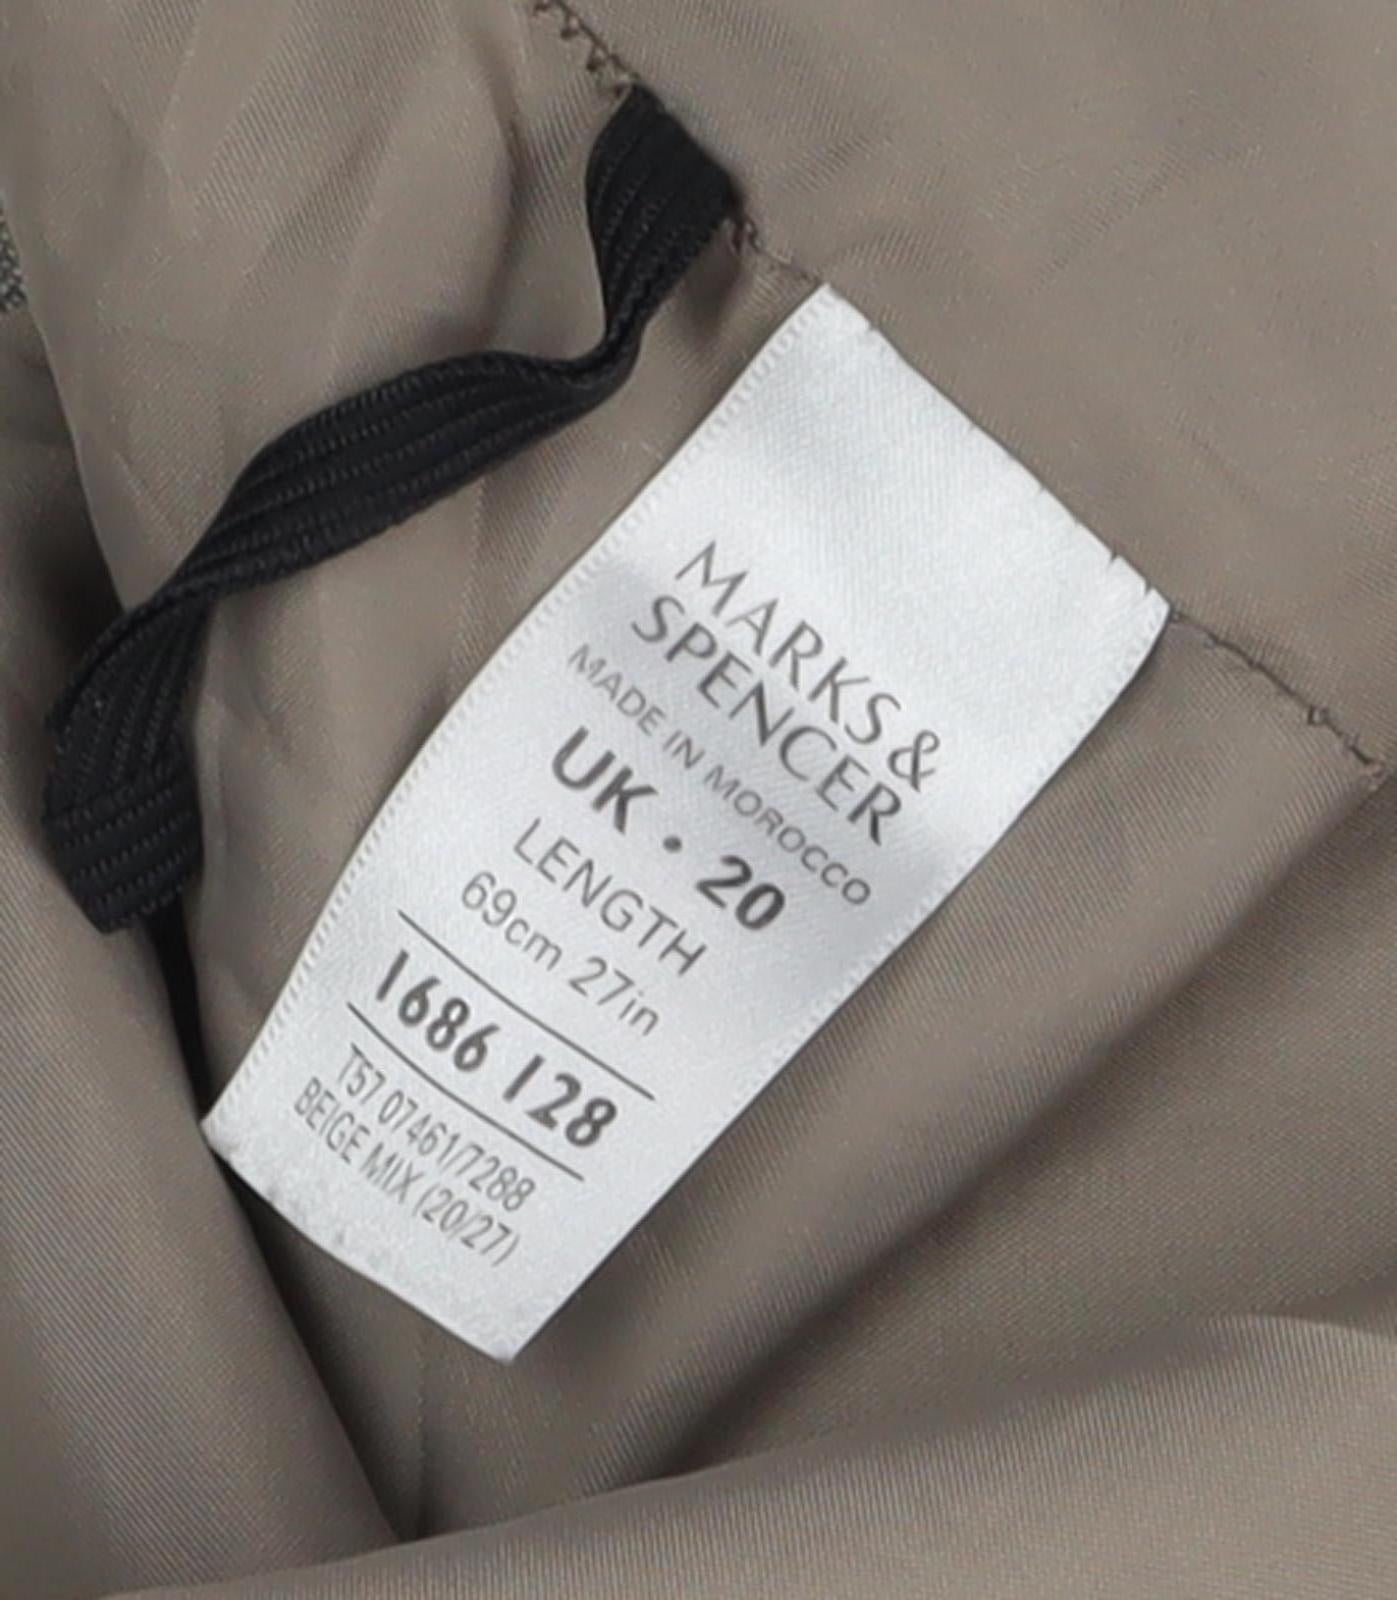 MARKS &
SPENCER
MADE IN MOROCCO
UK • 20
LENGTH
69cm 27in
1686 128
T57 07461/7288
BEIGE MIX (20/27)